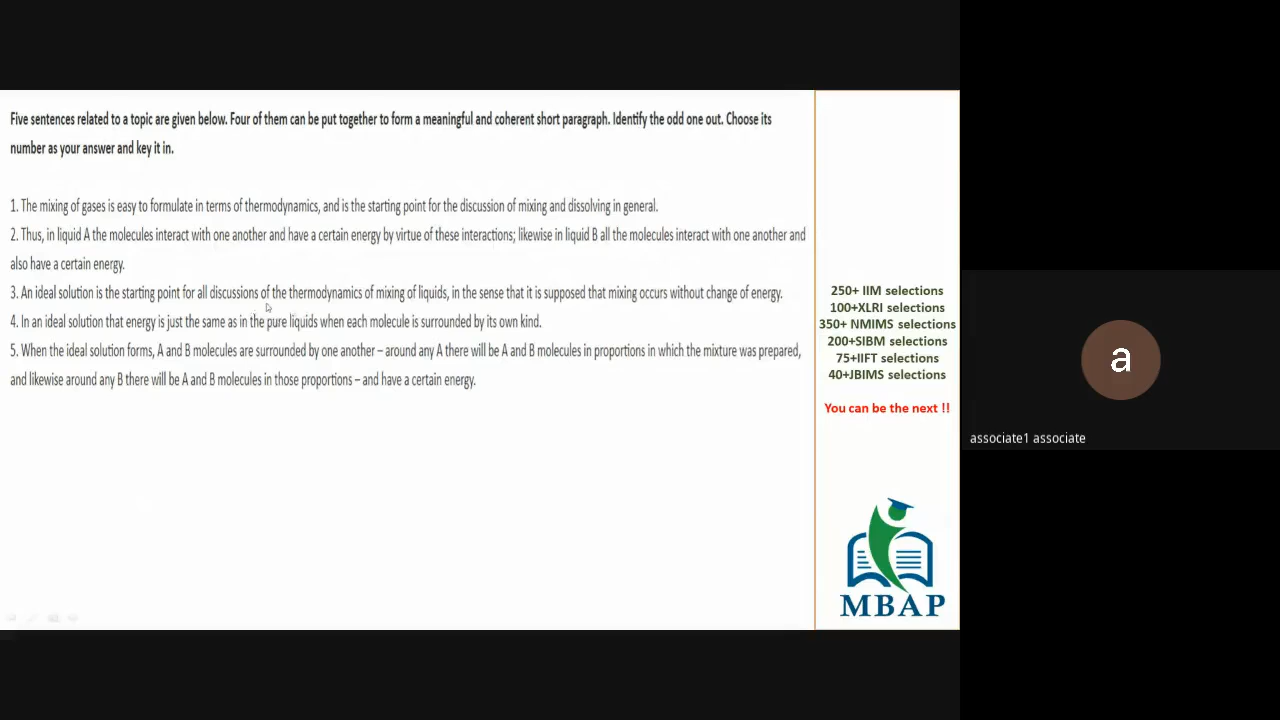 Five sentences related to a topic are given below. Four of them can be put together to form a meaningful and coherent short paragraph. Identify the odd one out. Choose its
number as your answer and key it in.
1. The mixing of gases is easy to formulate in terms of thermodynamics, and is the starting point for the discussion of mixing and dissolving in general.
2. Thus, in liquid A the molecules interact with one another and have a certain energy by virtue of these interactions; likewise in liquid B all the molecules interact with one another and
also have a certain energy.
3. An ideal solution is the starting point for all discussions of the thermodynamics of mixing of liquids, in the sense that it is supposed that mixing occurs without change of energy.
4. In an ideal solution that energy is just the same as in the pure liquids when each molecule is surrounded by its own kind.
5. When the ideal solution forms, A and B molecules are surrounded by one another – around any A there will be A and B molecules in proportions in which the mixture was prepared,
and likewise around any B there will be A and B molecules in those proportions – and have a certain energy.
250+ IIM selections
100+XLRI selections
350+ NMIMS selections
200+SIBM selections
75+IIFT selections
40+JBIMS selections
You can be the next !!
MBAP
a
associate1 associate